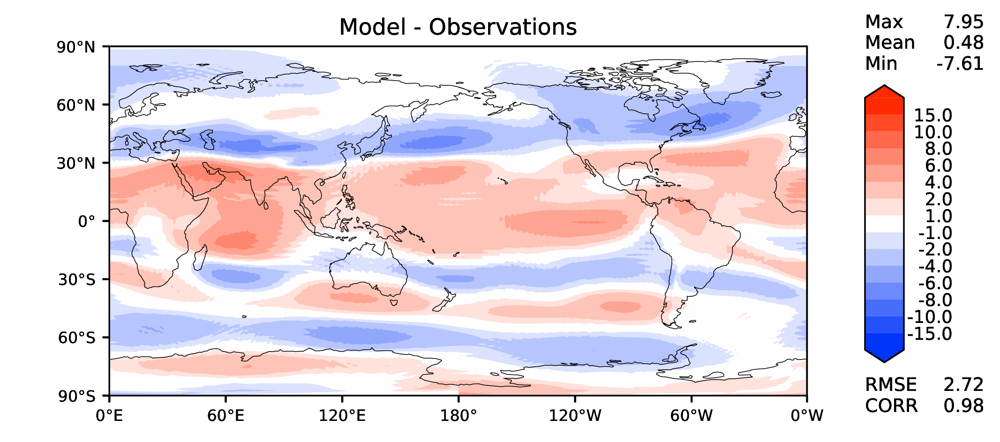 Model - Observations
Max 7.95
Mean 0.48
Min -7.61
90°N
60°N
30°N
0°
30°S
60°S
90°S
0°E 60°E 120°E 180° 120°W 60°W 0°W
15.0
10.0
8.0
6.0
4.0
2.0
1.0
-1.0
-2.0
-4.0
-6.0
-8.0
-10.0
-15.0
RMSE 2.72
CORR 0.98